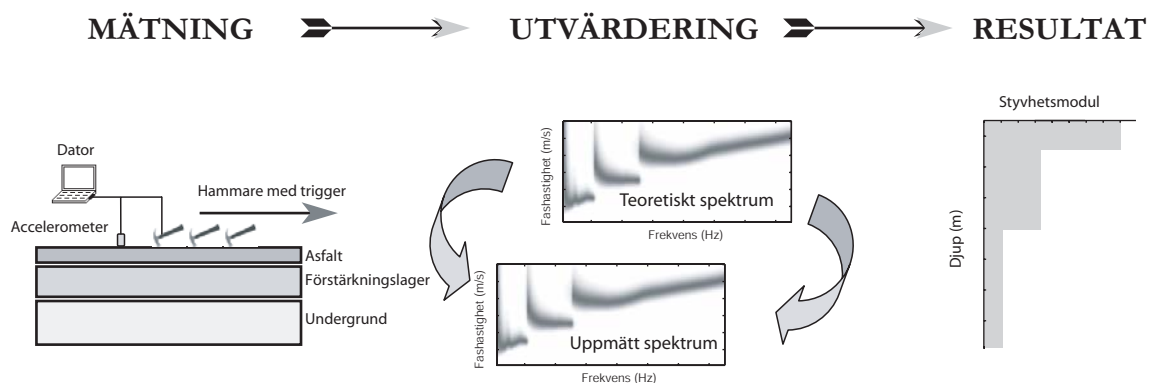 MÄTNING
UTVÄRDERING
RESULTAT
Dator
Hammare med trigger
Accelerometer
Asfalt
Förstärkningslager
Undergrund
Fashastighet (m/s)
Teoretiskt spektrum
Frekvens (Hz)
Fashastighet (m/s)
Uppmätt spektrum
Frekvens (Hz)
Styvhetsmodul
Djup (m)